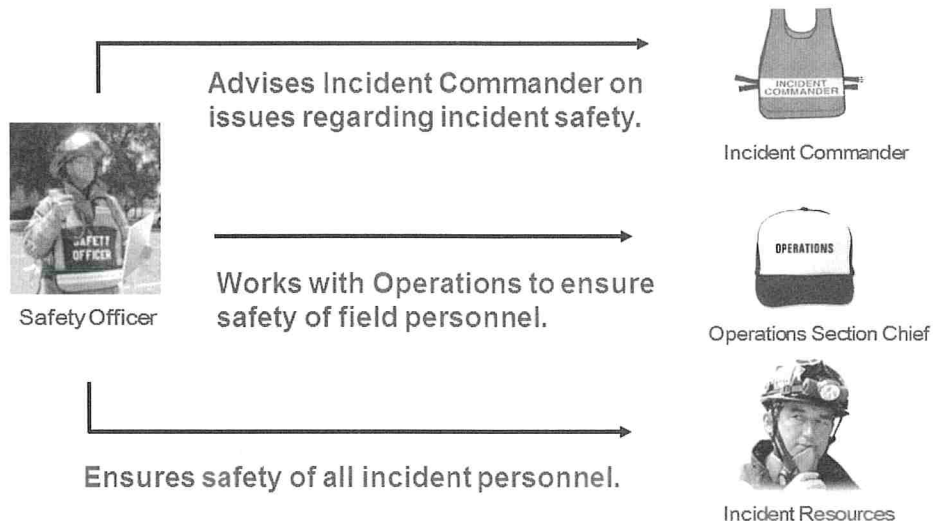 Advises Incident Commander on
issues regarding incident safety.
INCIDENT
COMMANDER
Incident Commander
SAFETY
OFFICER
Safety Officer
Works with Operations to ensure
safety of field personnel.
OPERATIONS
Operations Section Chief
Ensures safety of all incident personnel.
Incident Resources